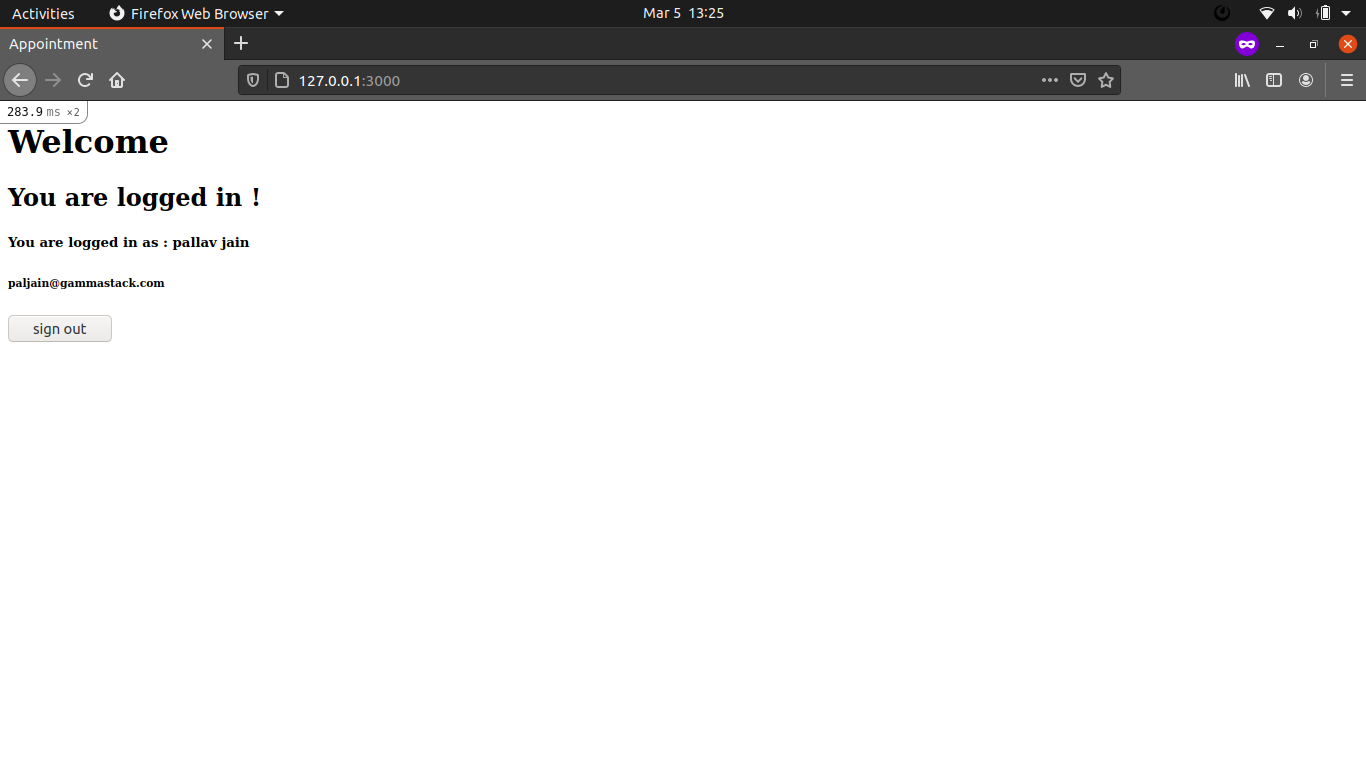 Activities Firefox Web Browser Mar 5 13:25
Appointment
127.0.0.1:3000
283.9 ms ×2
Welcome
You are logged in !
You are logged in as : pallav jain
paljain@gammastack.com
sign out